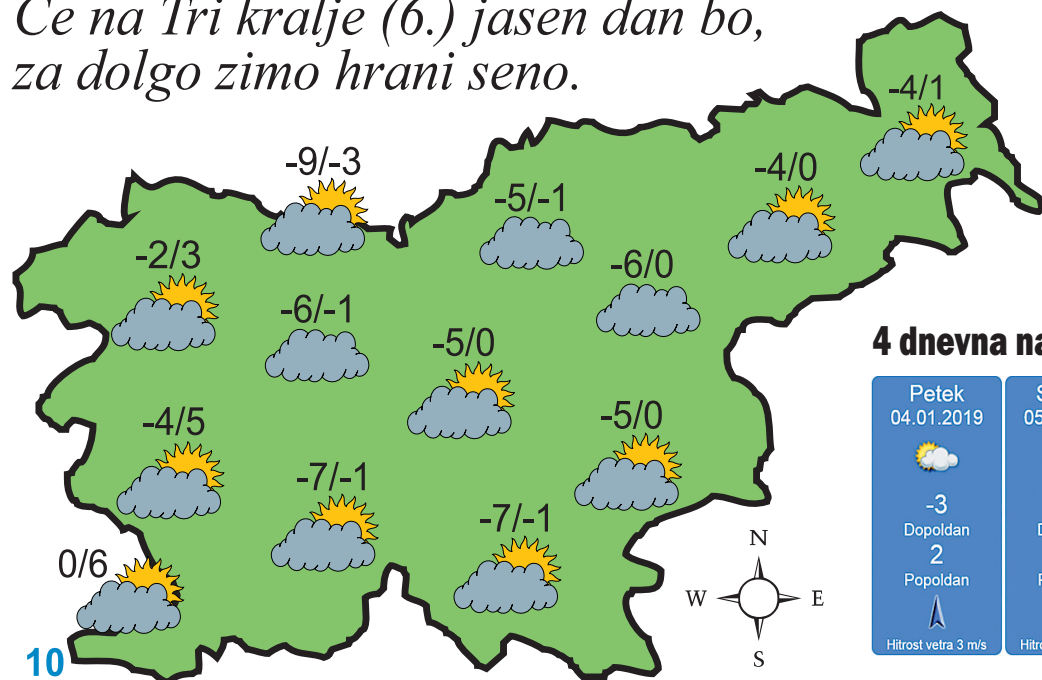 Če na Tri kralje (6.) jasen dan bo,
za dolgo zimo hrani seno.
-4/1
-9/-3
-4/0
-5/-1
-2/3
-6/0
-6/-1
-5/0
-4/5
-5/0
-7/-1
-7/-1
0/6
10
N
W
E
S
4 dnevna na
Petek
04.01.2019
-3
Dopoldan
2
Popoldan
Hitrost vetra 3 m/s
S
05
D
P
Hitro